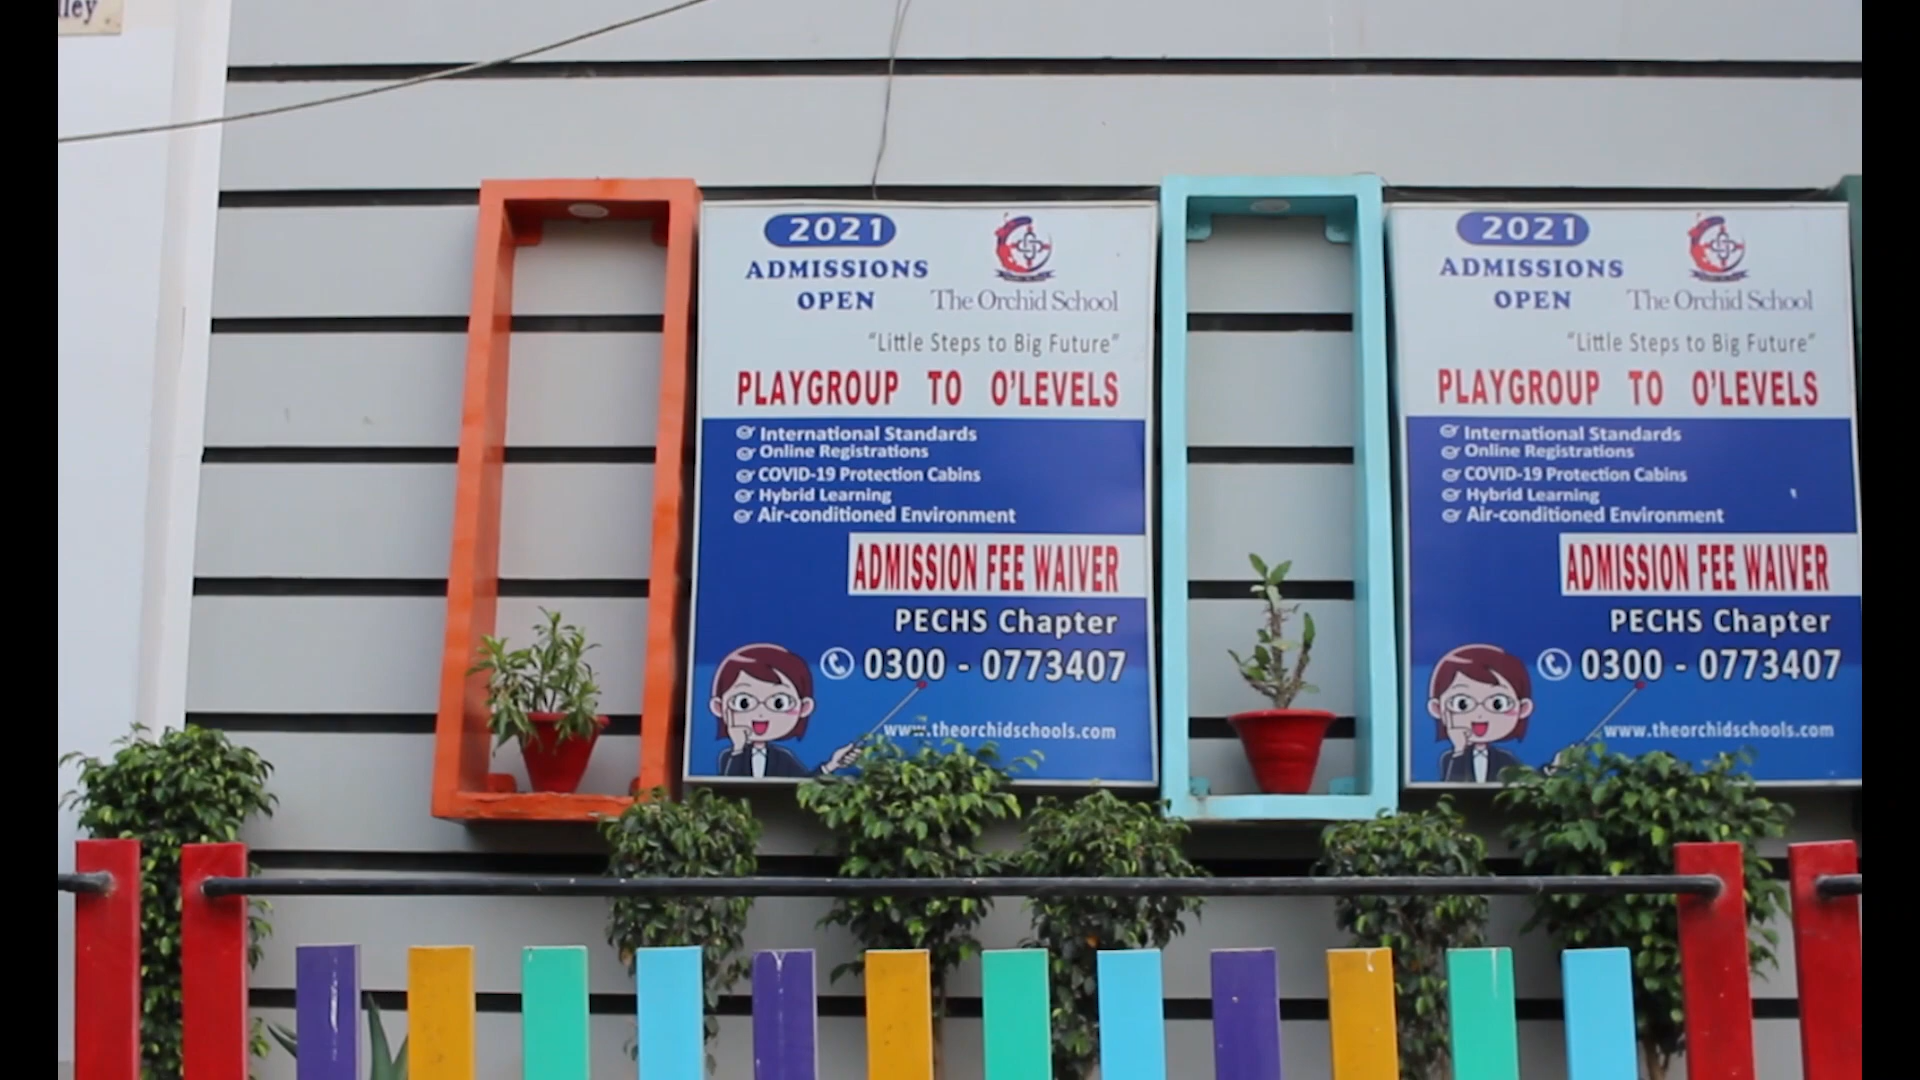 lley
2021
ADMISSIONS
OPEN
The Orchid School
“Little Steps to Big Future”
PLAYGROUP TO O’LEVELS
International Standards
Online Registrations
COVID-19 Protection Cabins
Hybrid Learning
Air-conditioned Environment
ADMISSION FEE WAIVER
PECHS Chapter
0300 - 0773407
www.theorchidschools.com
2021
ADMISSIONS
OPEN
The Orchid School
“Little Steps to Big Future”
PLAYGROUP TO O’LEVELS
International Standards
Online Registrations
COVID-19 Protection Cabins
Hybrid Learning
Air-conditioned Environment
ADMISSION FEE WAIVER
PECHS Chapter
0300 - 0773407
www.theorchidschools.com